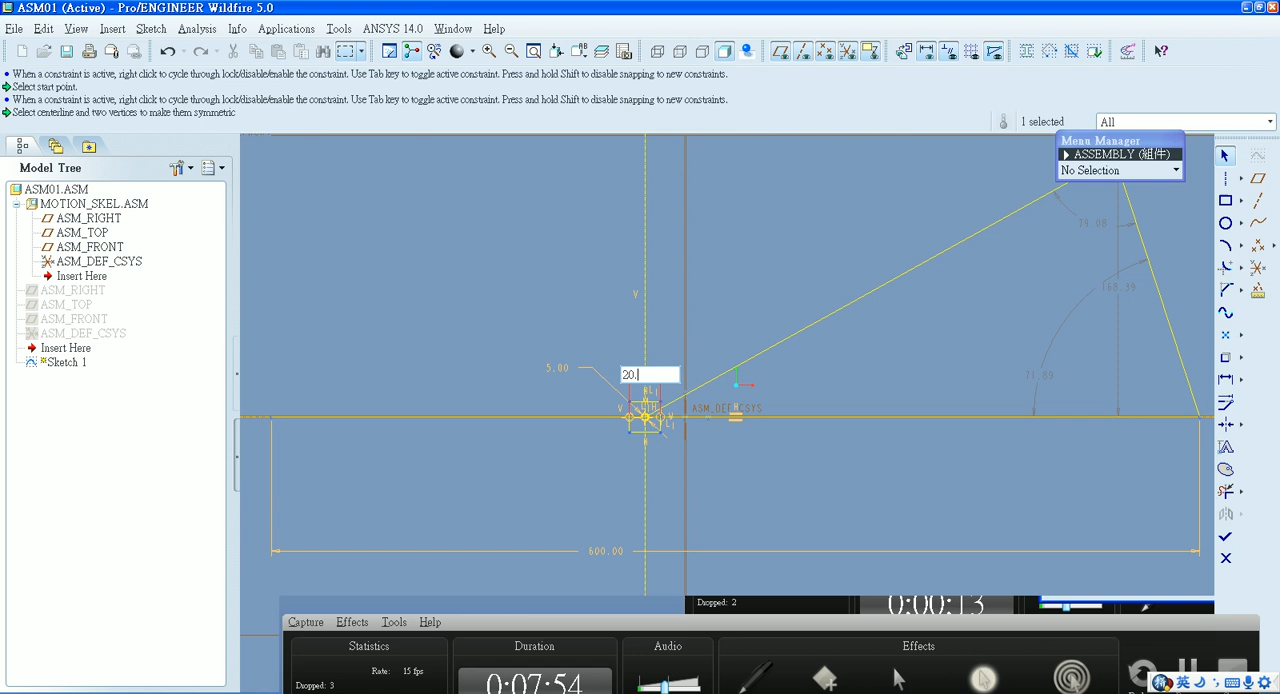 ASM01 (Active) - Pro/ENGINEER Wildfire 5.0
File Edit View Insert Sketch Analysis Info Applications Tools ANSYS 14.0 Window Help
When a constraint is active, right click to cycle through lock/disable/enable the constraint. Use Tab key to toggle active constraint. Press and hold Shift to disable snapping to new constraints.
Select start point.
When a constraint is active, right click to cycle through lock/disable/enable the constraint. Use Tab key to toggle active constraint. Press and hold Shift to disable snapping to new constraints.
Select centerline and two vertices to make them symmetric
1 selected
All
Menu Manager
ASSEMBLY (組件)
No Selection
Model Tree
ASM01.ASM
MOTION_SKEL.ASM
ASM_RIGHT
ASM_TOP
ASM_FRONT
ASM_DEF_CSYS
Insert Here
ASM_RIGHT
ASM_TOP
ASM_FRONT
ASM_DEF_CSYS
Insert Here
Sketch 1
79.08
168.39
V
5.00
20.
71.89
V
ASM_DEF_CSYS
H
600.00
Dropped: 2
0:00:13
Capture Effects Tools Help
Statistics
Duration
Audio
Effects
Rate: 15 fps
Dropped: 3
0:07:54
英